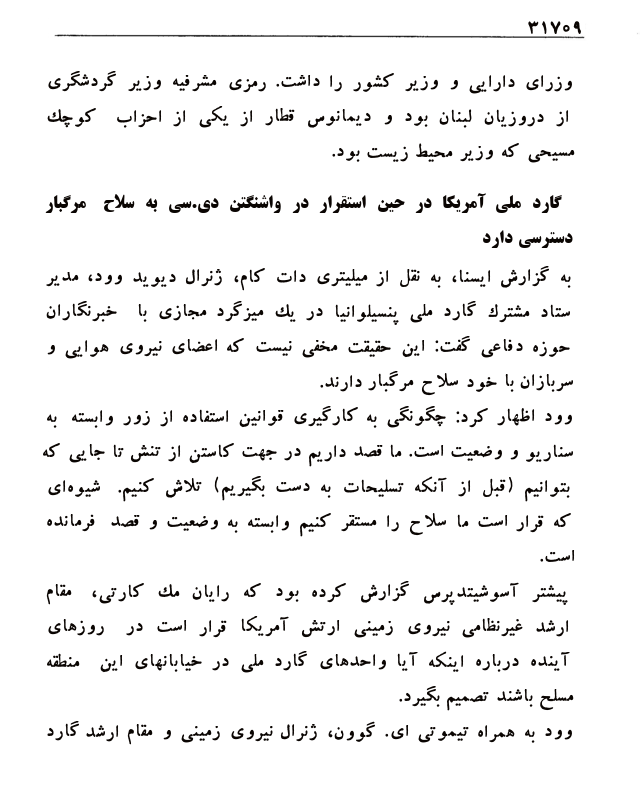 ۳۱۷۰۹
وزرای دارایی و وزیر کشور را داشت. رمزی مشرفیه وزیر گردشگری
از دروزیان لبنان بود و دیمانوس قطار از یکی از احزاب کوچک
مسیحی که وزیر محیط زیست بود.
گارد ملی آمریکا در حین استقرار در واشنگتن دی.سی به سلاح مرگبار
دسترسی دارد
به گزارش ایسنا، به نقل از میلیتری دات کام، ژنرال دیوید وود، مدیر
ستاد مشترک گارد ملی پنسیلوانیا در یک میزگرد مجازی با خبرنگاران
حوزه دفاعی گفت: این حقیقت مخفی نیست که اعضای نیروی هوایی و
سربازان با خود سلاح مرگبار دارند.
وود اظهار کرد: چگونگی به کارگیری قوانین استفاده از زور وابسته به
سناریو و وضعیت است. ما قصد داریم در جهت کاستن از تنش تا جایی که
بتوانیم (قبل از آنکه تسلیحات به دست بگیریم) تلاش کنیم. شیوه‌ای
که قرار است ما سلاح را مستقر کنیم وابسته به وضعیت و قصد فرمانده
است.
پیشتر آسوشیتدپرس گزارش کرده بود که رایان مک کارتی، مقام
ارشد غیرنظامی نیروی زمینی ارتش آمریکا قرار است در روزهای
آینده درباره اینکه آیا واحدهای گارد ملی در خیابانهای این منطقه
مسلح باشند تصمیم بگیرد.
وود به همراه تیموتی ای. گوون، ژنرال نیروی زمینی و مقام ارشد گارد